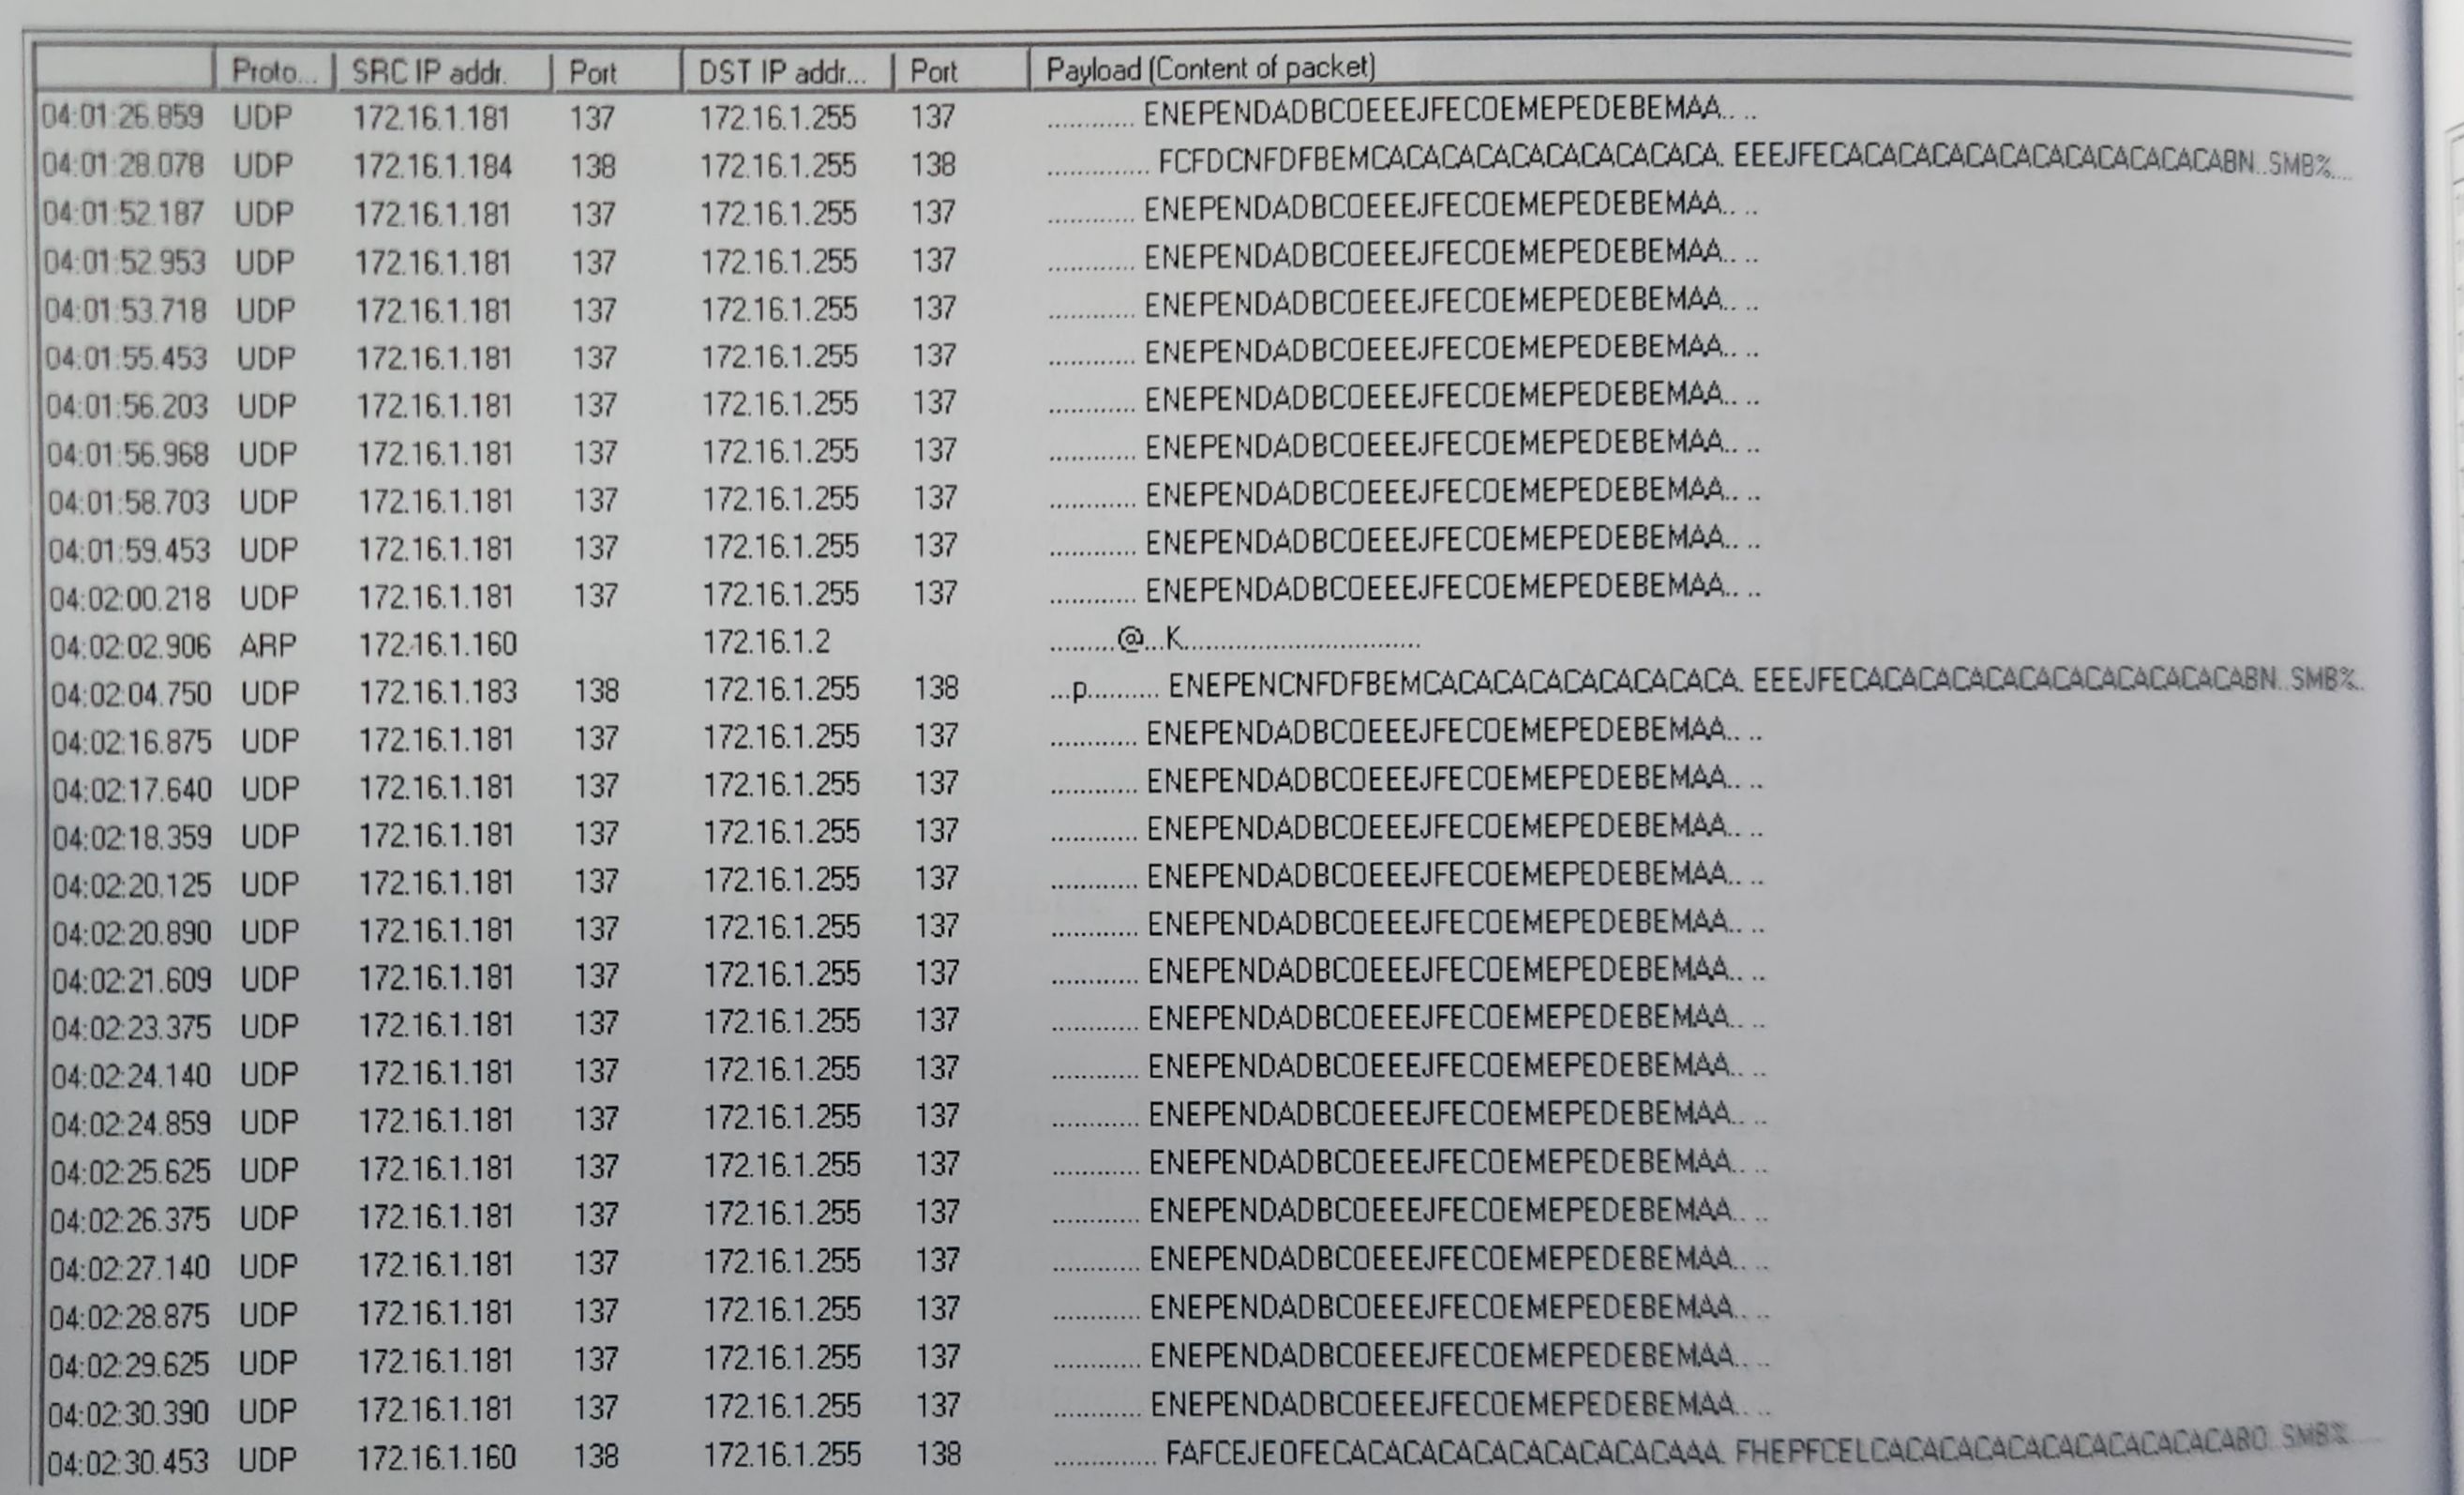 Proto... SRC IP addr. Port DST IP addr... Port Payload (Content of packet)
04:01:26.859 UDP 172.16.1.181 137 172.16.1.255 137 ............ ENEPENDADBCOEEEJFECOEMEPEDEBEMAA.. ..
04:01:28.078 UDP 172.16.1.184 138 172.16.1.255 138 .............. FCFDCNFDFBEMCACACACACACACACACACACACA. EEEJFECACACACACACACACACACACACACABN..SMB%....
04:01:52.187 UDP 172.16.1.181 137 172.16.1.255 137 ............ ENEPENDADBCOEEEJFECOEMEPEDEBEMAA.. ..
04:01:52.953 UDP 172.16.1.181 137 172.16.1.255 137 ............ ENEPENDADBCOEEEJFECOEMEPEDEBEMAA.. ..
04:01:53.718 UDP 172.16.1.181 137 172.16.1.255 137 ............ ENEPENDADBCOEEEJFECOEMEPEDEBEMAA.. ..
04:01:55.453 UDP 172.16.1.181 137 172.16.1.255 137 ............ ENEPENDADBCOEEEJFECOEMEPEDEBEMAA.. ..
04:01:56.203 UDP 172.16.1.181 137 172.16.1.255 137 ............ ENEPENDADBCOEEEJFECOEMEPEDEBEMAA.. ..
04:01:56.968 UDP 172.16.1.181 137 172.16.1.255 137 ............ ENEPENDADBCOEEEJFECOEMEPEDEBEMAA.. ..
04:01:58.703 UDP 172.16.1.181 137 172.16.1.255 137 ............ ENEPENDADBCOEEEJFECOEMEPEDEBEMAA.. ..
04:01:59.453 UDP 172.16.1.181 137 172.16.1.255 137 ............ ENEPENDADBCOEEEJFECOEMEPEDEBEMAA.. ..
04:02:00.218 UDP 172.16.1.181 137 172.16.1.255 137 ............ ENEPENDADBCOEEEJFECOEMEPEDEBEMAA.. ..
04:02:02.906 ARP 172.16.1.160 172.16.1.2 .........@...K................................
04:02:04.750 UDP 172.16.1.183 138 172.16.1.255 138 ...p.......... ENEPENCNFDFBEMCACACACACACACACACACACA. EEEJFECACACACACACACACACACACACACABN..SMB%..
04:02:16.875 UDP 172.16.1.181 137 172.16.1.255 137 ............ ENEPENDADBCOEEEJFECOEMEPEDEBEMAA.. ..
04:02:17.640 UDP 172.16.1.181 137 172.16.1.255 137 ............ ENEPENDADBCOEEEJFECOEMEPEDEBEMAA.. ..
04:02:18.359 UDP 172.16.1.181 137 172.16.1.255 137 ............ ENEPENDADBCOEEEJFECOEMEPEDEBEMAA.. ..
04:02:20.125 UDP 172.16.1.181 137 172.16.1.255 137 ............ ENEPENDADBCOEEEJFECOEMEPEDEBEMAA.. ..
04:02:20.890 UDP 172.16.1.181 137 172.16.1.255 137 ............ ENEPENDADBCOEEEJFECOEMEPEDEBEMAA.. ..
04:02:21.609 UDP 172.16.1.181 137 172.16.1.255 137 ............ ENEPENDADBCOEEEJFECOEMEPEDEBEMAA.. ..
04:02:23.375 UDP 172.16.1.181 137 172.16.1.255 137 ............ ENEPENDADBCOEEEJFECOEMEPEDEBEMAA.. ..
04:02:24.140 UDP 172.16.1.181 137 172.16.1.255 137 ............ ENEPENDADBCOEEEJFECOEMEPEDEBEMAA.. ..
04:02:24.859 UDP 172.16.1.181 137 172.16.1.255 137 ............ ENEPENDADBCOEEEJFECOEMEPEDEBEMAA.. ..
04:02:25.625 UDP 172.16.1.181 137 172.16.1.255 137 ............ ENEPENDADBCOEEEJFECOEMEPEDEBEMAA.. ..
04:02:26.375 UDP 172.16.1.181 137 172.16.1.255 137 ............ ENEPENDADBCOEEEJFECOEMEPEDEBEMAA.. ..
04:02:27.140 UDP 172.16.1.181 137 172.16.1.255 137 ............ ENEPENDADBCOEEEJFECOEMEPEDEBEMAA.. ..
04:02:28.875 UDP 172.16.1.181 137 172.16.1.255 137 ............ ENEPENDADBCOEEEJFECOEMEPEDEBEMAA.. ..
04:02:29.625 UDP 172.16.1.181 137 172.16.1.255 137 ............ ENEPENDADBCOEEEJFECOEMEPEDEBEMAA.. ..
04:02:30.390 UDP 172.16.1.181 137 172.16.1.255 137 ............ ENEPENDADBCOEEEJFECOEMEPEDEBEMAA.. ..
04:02:30.453 UDP 172.16.1.160 138 172.16.1.255 138 .............. FAFCEJEOFECACACACACACACACACACACACAAA. FHEPFCELCACACACACACACACACACACACABO..SMB%......